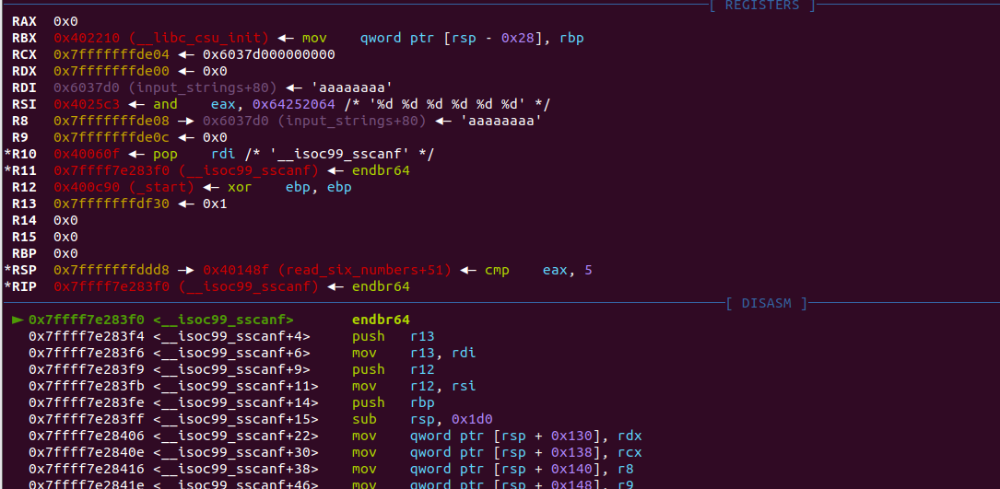 [ REGISTERS ]
RAX 0x0
RBX 0x402210 (__libc_csu_init) ◂— mov qword ptr [rsp - 0x28], rbp
RCX 0x7fffffffde04 ◂— 0x6037d000000000
RDX 0x7fffffffde00 ◂— 0x0
RDI 0x6037d0 (input_strings+80) ◂— 'aaaaaaaa'
RSI 0x4025c3 ◂— and eax, 0x64252064 /* '%d %d %d %d %d %d' */
R8 0x7fffffffde08 —▸ 0x6037d0 (input_strings+80) ◂— 'aaaaaaaa'
R9 0x7fffffffde0c ◂— 0x0
*R10 0x40060f ◂— pop rdi /* '__isoc99_sscanf' */
*R11 0x7ffff7e283f0 (__isoc99_sscanf) ◂— endbr64
R12 0x400c90 (_start) ◂— xor ebp, ebp
R13 0x7fffffffdf30 ◂— 0x1
R14 0x0
R15 0x0
RBP 0x0
*RSP 0x7fffffffddd8 —▸ 0x40148f (read_six_numbers+51) ◂— cmp eax, 5
*RIP 0x7ffff7e283f0 (__isoc99_sscanf) ◂— endbr64
[ DISASM ]
► 0x7ffff7e283f0 <__isoc99_sscanf> endbr64
0x7ffff7e283f4 <__isoc99_sscanf+4> push r13
0x7ffff7e283f6 <__isoc99_sscanf+6> mov r13, rdi
0x7ffff7e283f9 <__isoc99_sscanf+9> push r12
0x7ffff7e283fb <__isoc99_sscanf+11> mov r12, rsi
0x7ffff7e283fe <__isoc99_sscanf+14> push rbp
0x7ffff7e283ff <__isoc99_sscanf+15> sub rsp, 0x1d0
0x7ffff7e28406 <__isoc99_sscanf+22> mov qword ptr [rsp + 0x130], rdx
0x7ffff7e2840e <__isoc99_sscanf+30> mov qword ptr [rsp + 0x138], rcx
0x7ffff7e28416 <__isoc99_sscanf+38> mov qword ptr [rsp + 0x140], r8
0x7ffff7e2841e <__isoc99_sscanf+46> mov qword ptr [rsp + 0x148], r9